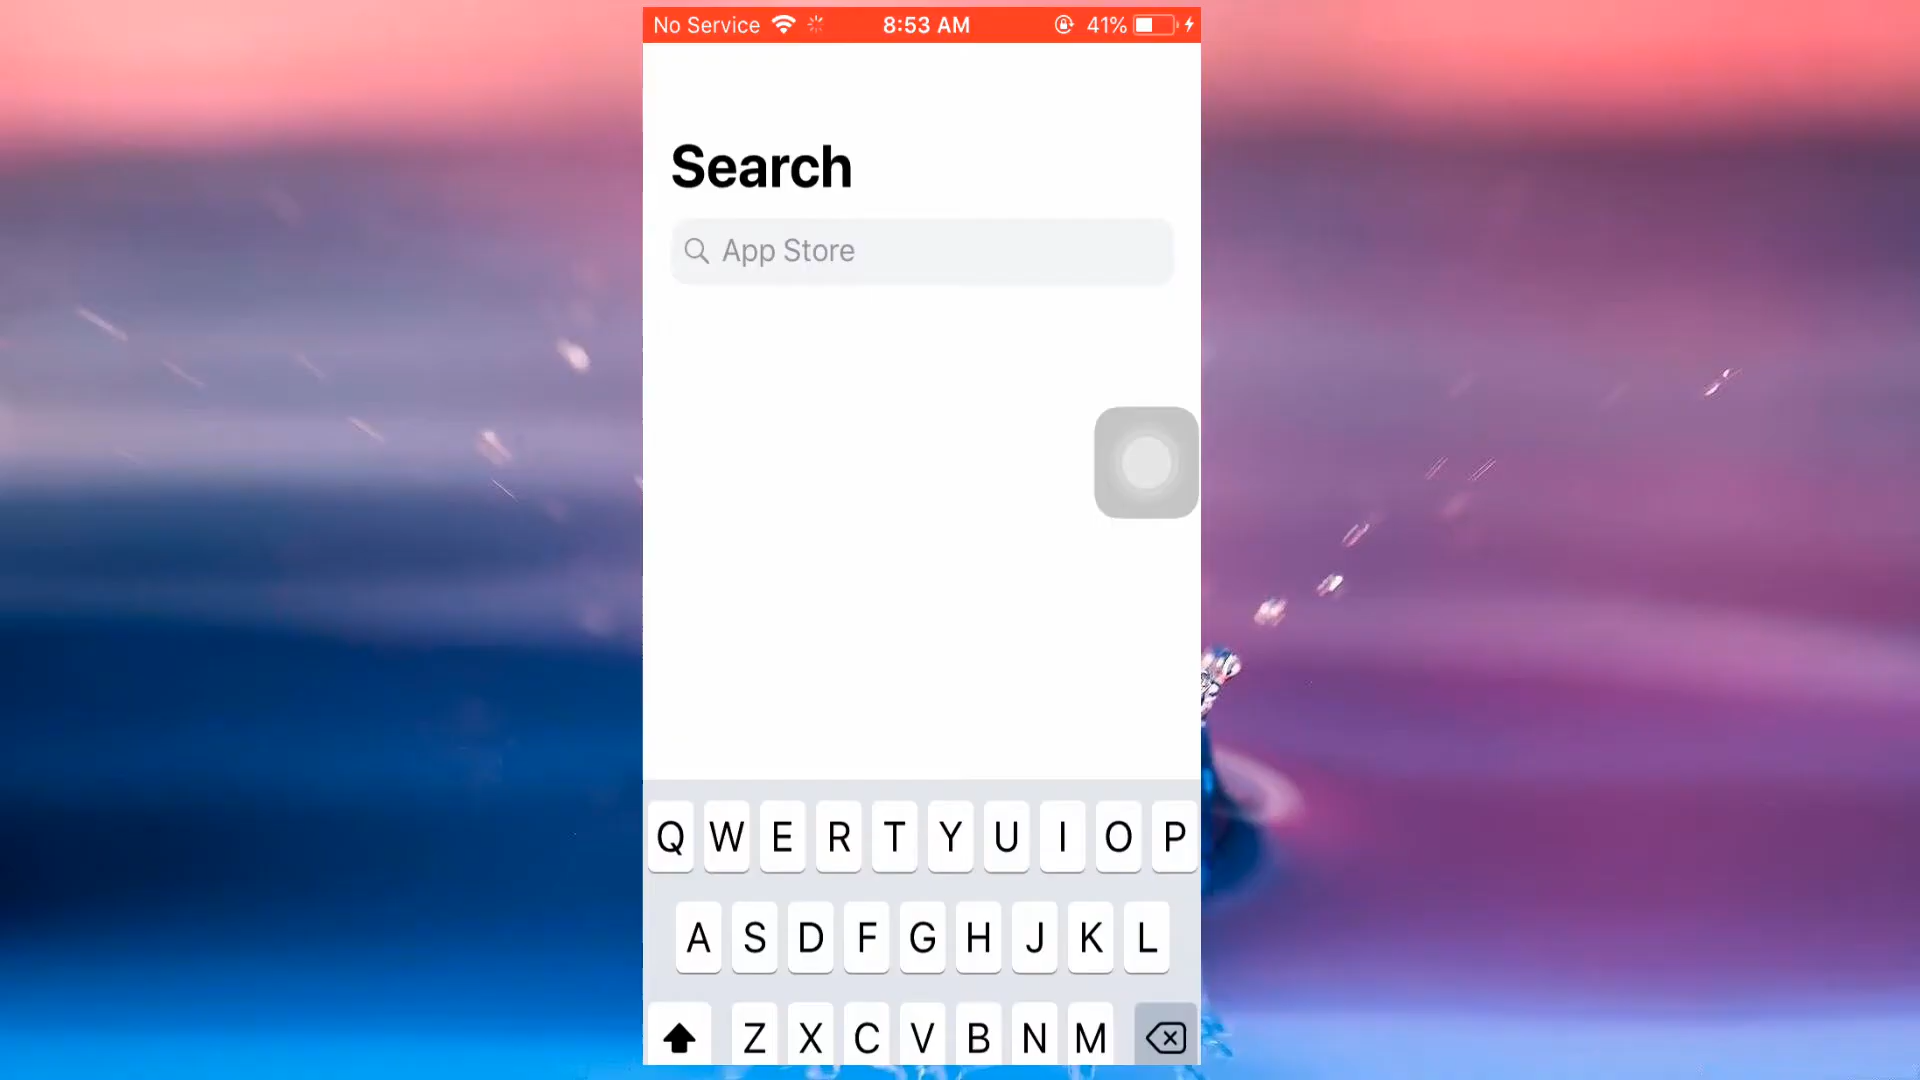 No Service 8:53 AM 41%
Search
App Store
Q W E R T Y U I O P
A S D F G H J K L
Z X C V B N M